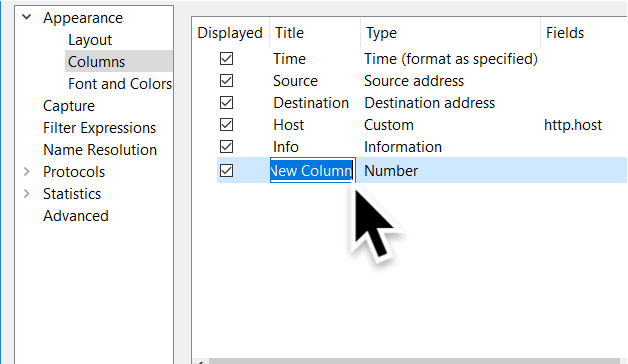 Appearance
Layout
Columns
Font and Colors
Capture
Filter Expressions
Name Resolution
Protocols
Statistics
Advanced
Displayed Title Type Fields
Time Time (format as specified)
Source Source address
Destination Destination address
Host Custom http.host
Info Information
New Column Number